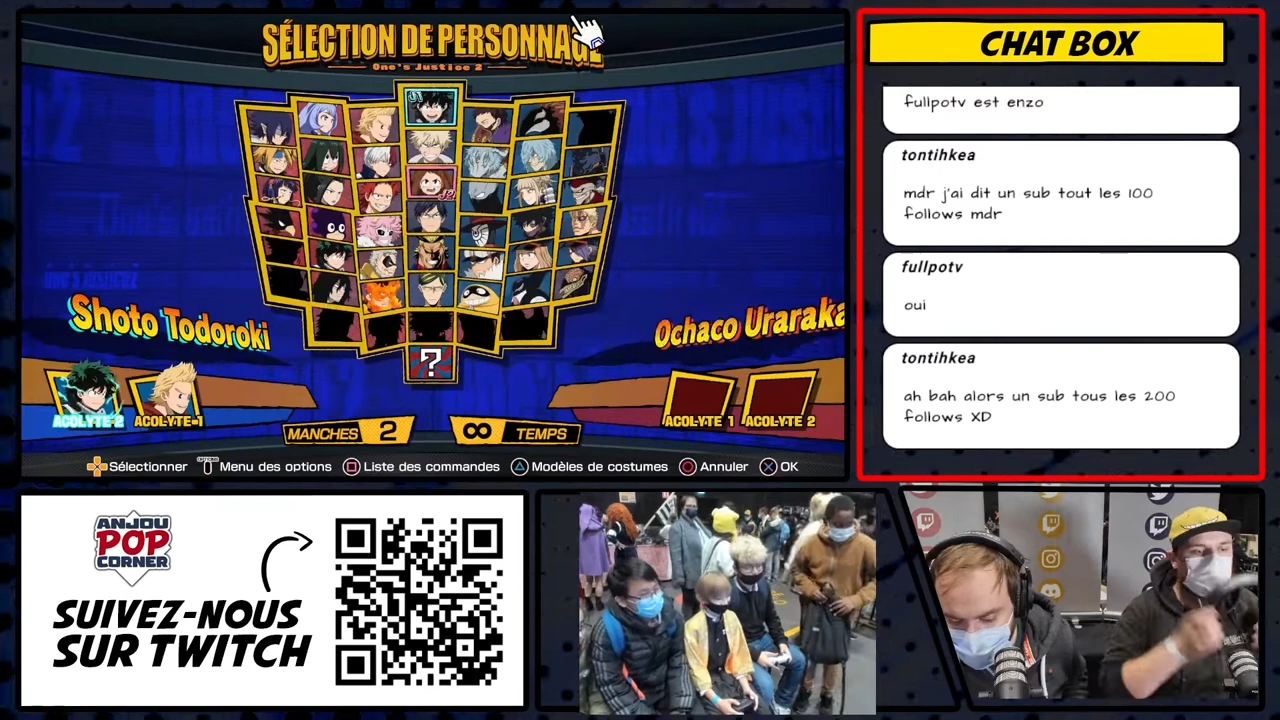 SÉLECTION DE PERSONNAGE
One's Justice 2
J1
J2
Shoto Todoroki
Ochaco Uraraka
?
ACOLYTE 2
ACOLYTE 1
ACOLYTE 1
ACOLYTE 2
MANCHES 2
∞ TEMPS
Sélectionner
OPTIONS
Menu des options
Liste des commandes
Modèles de costumes
Annuler
OK
CHAT BOX
fullpotv est enzo
tontihkea
mdr j'ai dit un sub tout les 100
follows mdr
fullpotv
oui
tontihkea
ah bah alors un sub tous les 200
follows XD
ANJOU
POP
CORNER
SUIVEZ-NOUS
SUR TWITCH